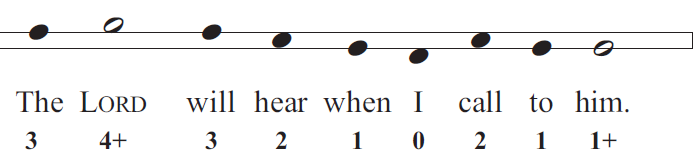 The LORD will hear when I call to him.
3 4+ 3 2 1 0 2 1 1+